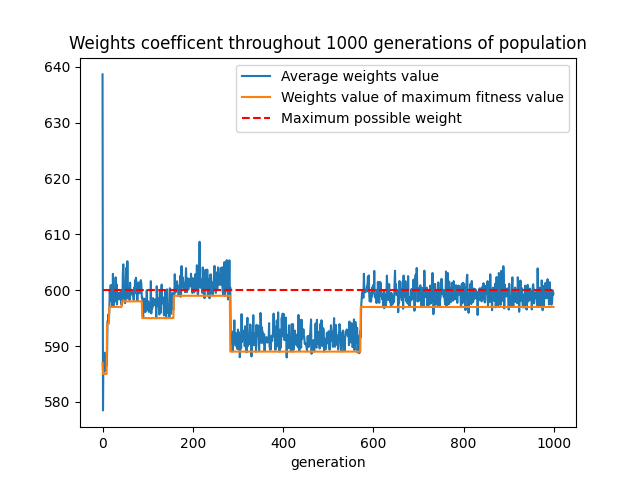 Weights coefficent throughout 1000 generations of population
Average weights value
Weights value of maximum fitness value
Maximum possible weight
640
630
620
610
600
590
580
0 200 400 600 800 1000
generation